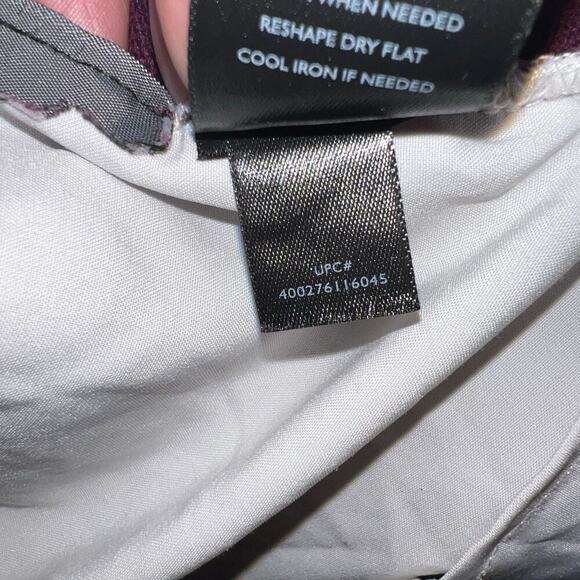 WHEN NEEDED
RESHAPE DRY FLAT
COOL IRON IF NEEDED
UPC#
400276116045